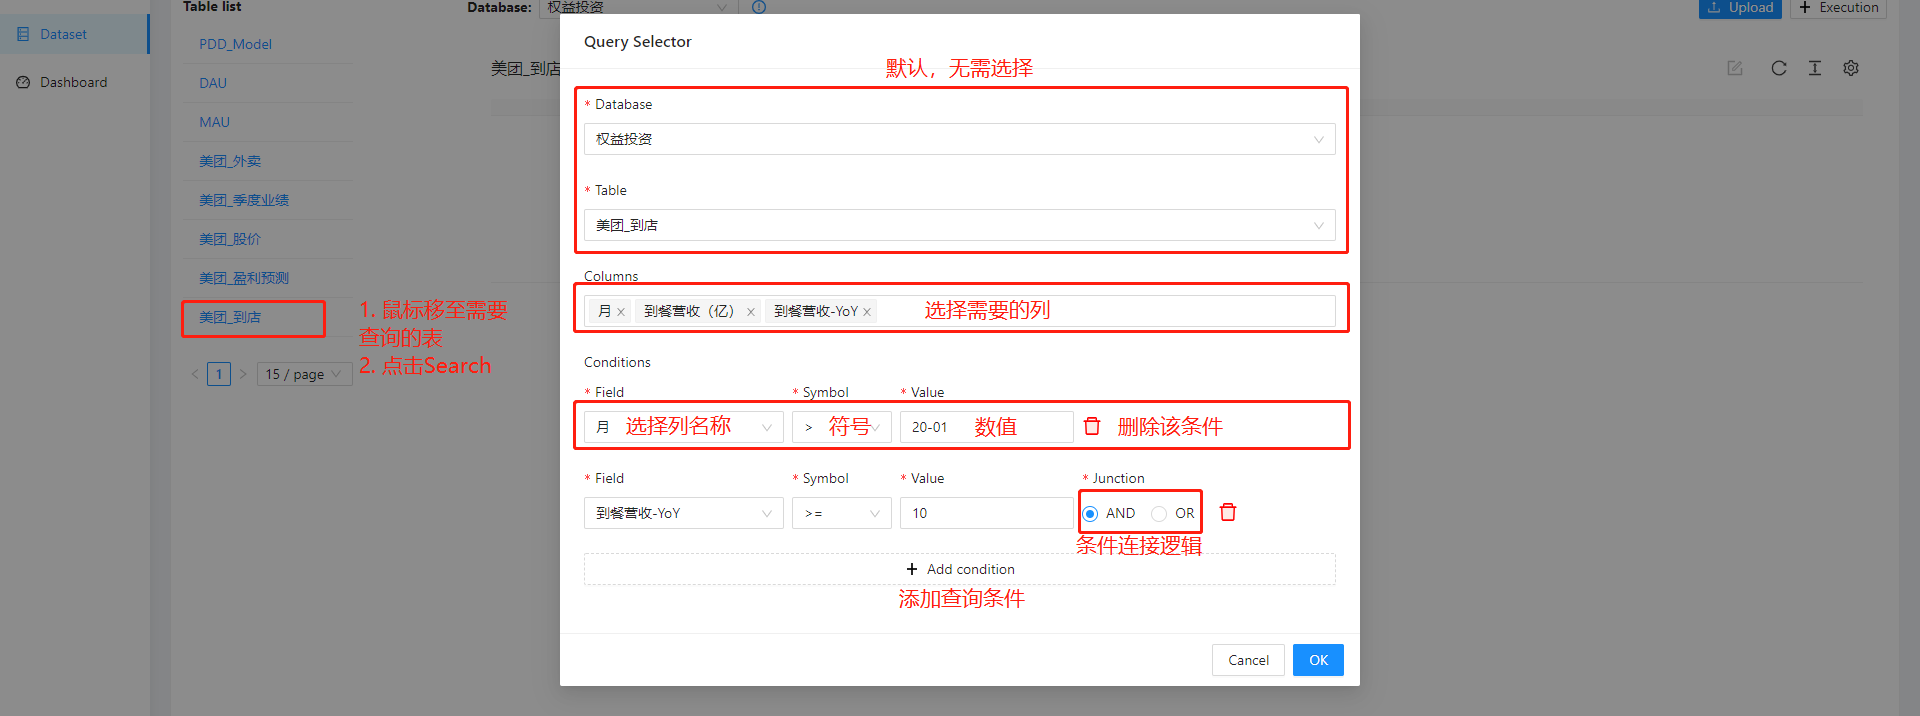 Table list
Database:
权益投资
Upload
Execution
Dataset
Dashboard
PDD_Model
DAU
MAU
美团_外卖
美团_季度业绩
美团_股价
美团_盈利预测
美团_到店
1
15 / page
1. 鼠标移至需要
查询的表
2. 点击Search
美团_到店
Query Selector
默认，无需选择
* Database
权益投资
* Table
美团_到店
Columns
月 到餐营收（亿） 到餐营收-YoY 选择需要的列
Conditions
* Field * Symbol * Value
月 选择列名称 > 符号 20-01 数值 删除该条件
* Field * Symbol * Value * Junction
到餐营收-YoY >= 10 AND OR
条件连接逻辑
+ Add condition
添加查询条件
Cancel OK